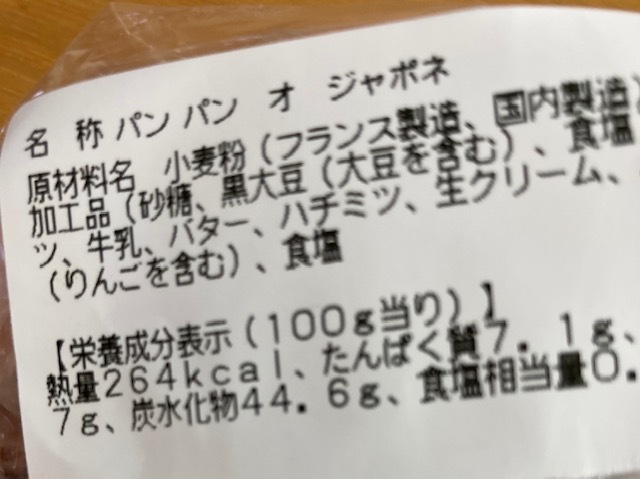 名 称 パン パン オ ジャポネ
原材料名 小麦粉(フランス製造、国内製造)
加工品(砂糖、黒大豆(大豆を含む)、食塩
ツ、牛乳、バター、ハチミツ、生クリーム、
(りんごを含む)、食塩
【栄養成分表示(100g当り)】
熱量264kcal、たんぱく質7.1g、
7g、炭水化物44.6g、食塩相当量0.